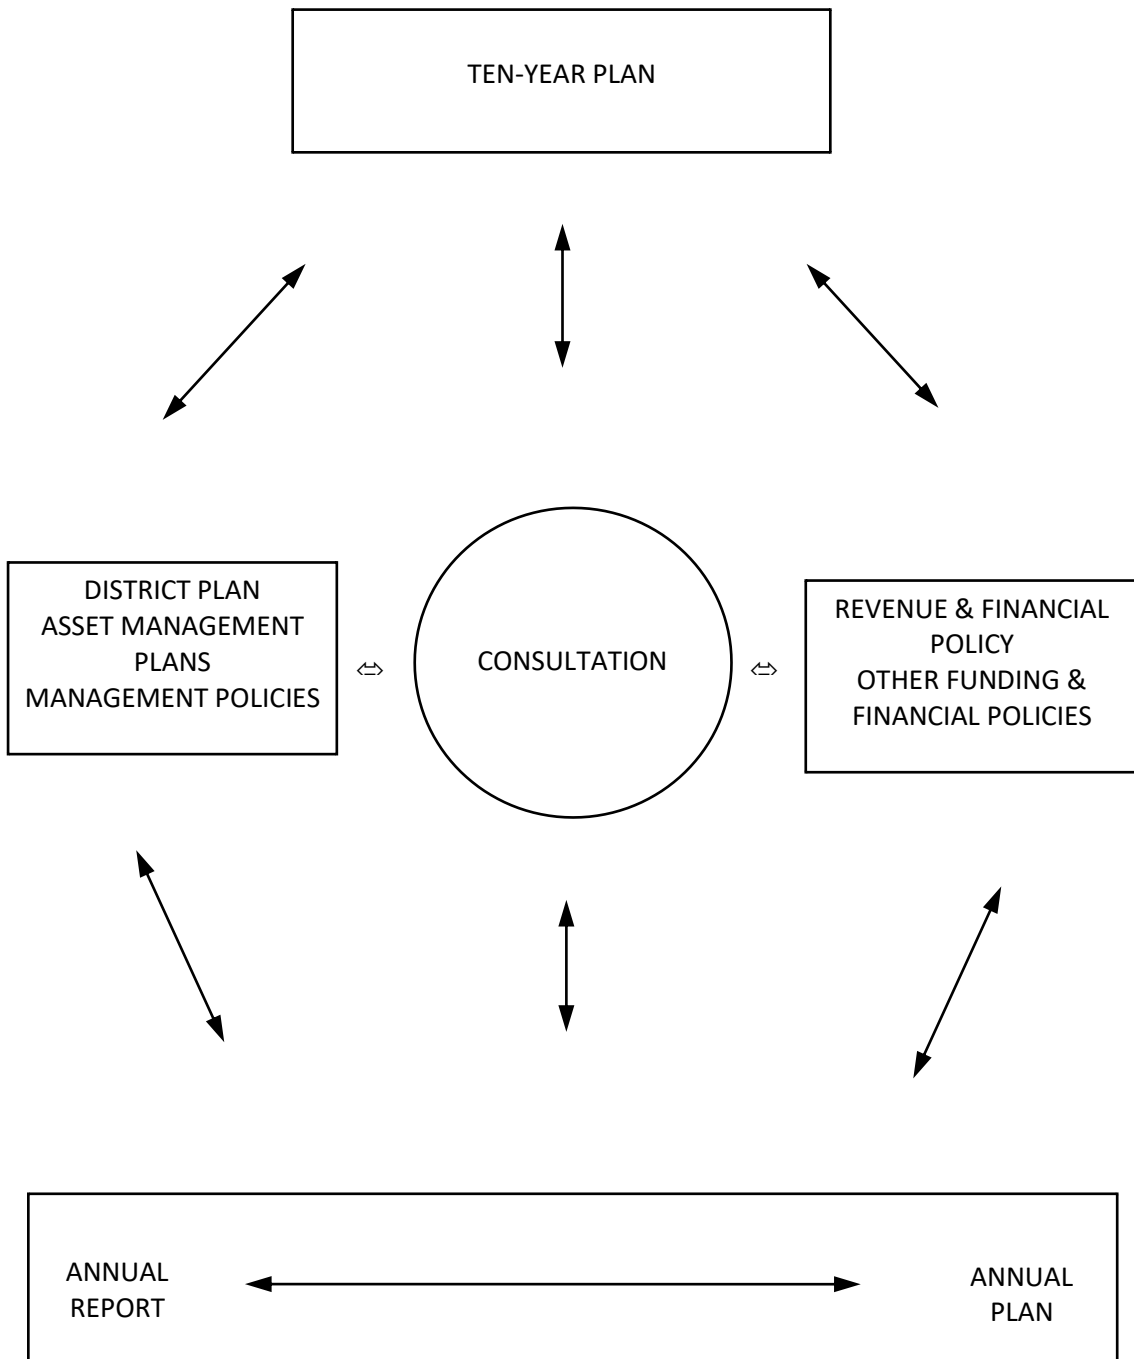 TEN-YEAR PLAN
DISTRICT PLAN
ASSET MANAGEMENT
PLANS
MANAGEMENT POLICIES
CONSULTATION
REVENUE & FINANCIAL
POLICY
OTHER FUNDING &
FINANCIAL POLICIES
ANNUAL
REPORT
ANNUAL
PLAN